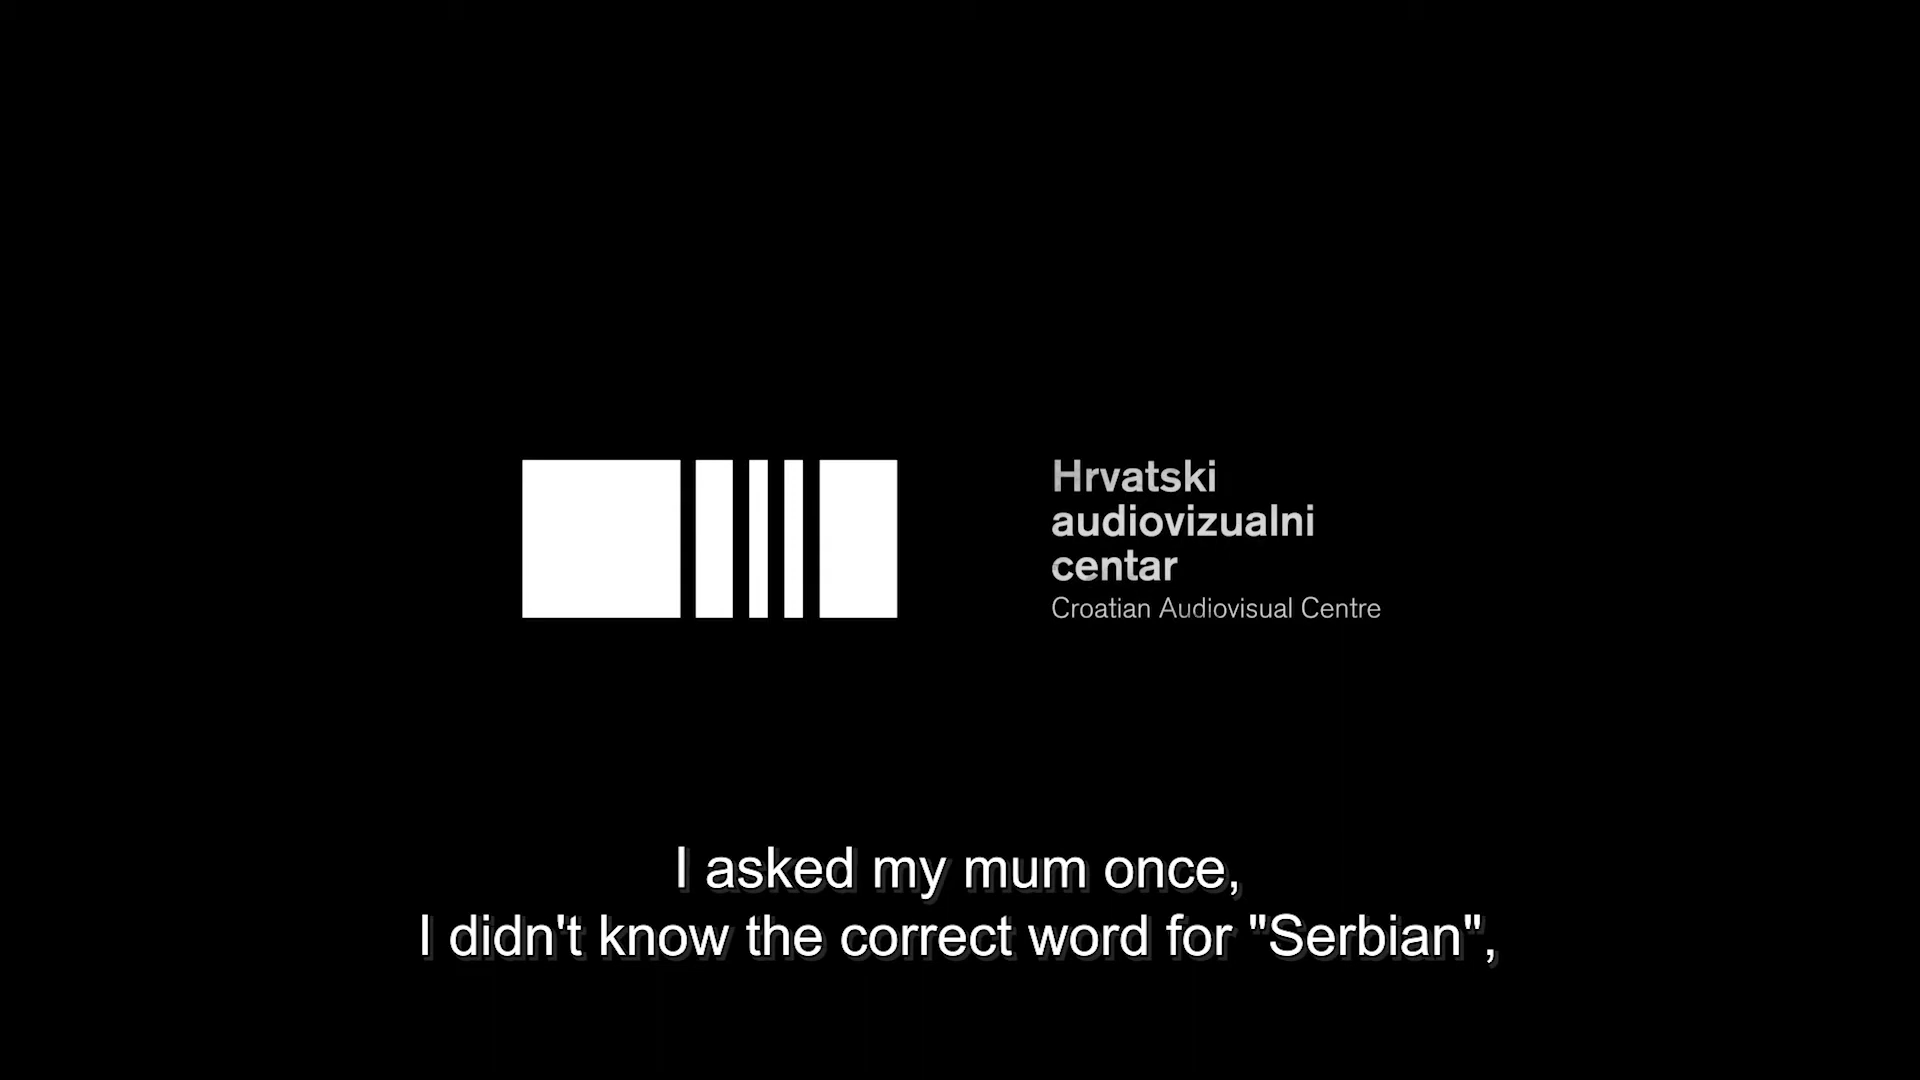 Hrvatski
audiovizualni
centar
Croatian Audiovisual Centre
I asked my mum once,
I didn't know the correct word for "Serbian",